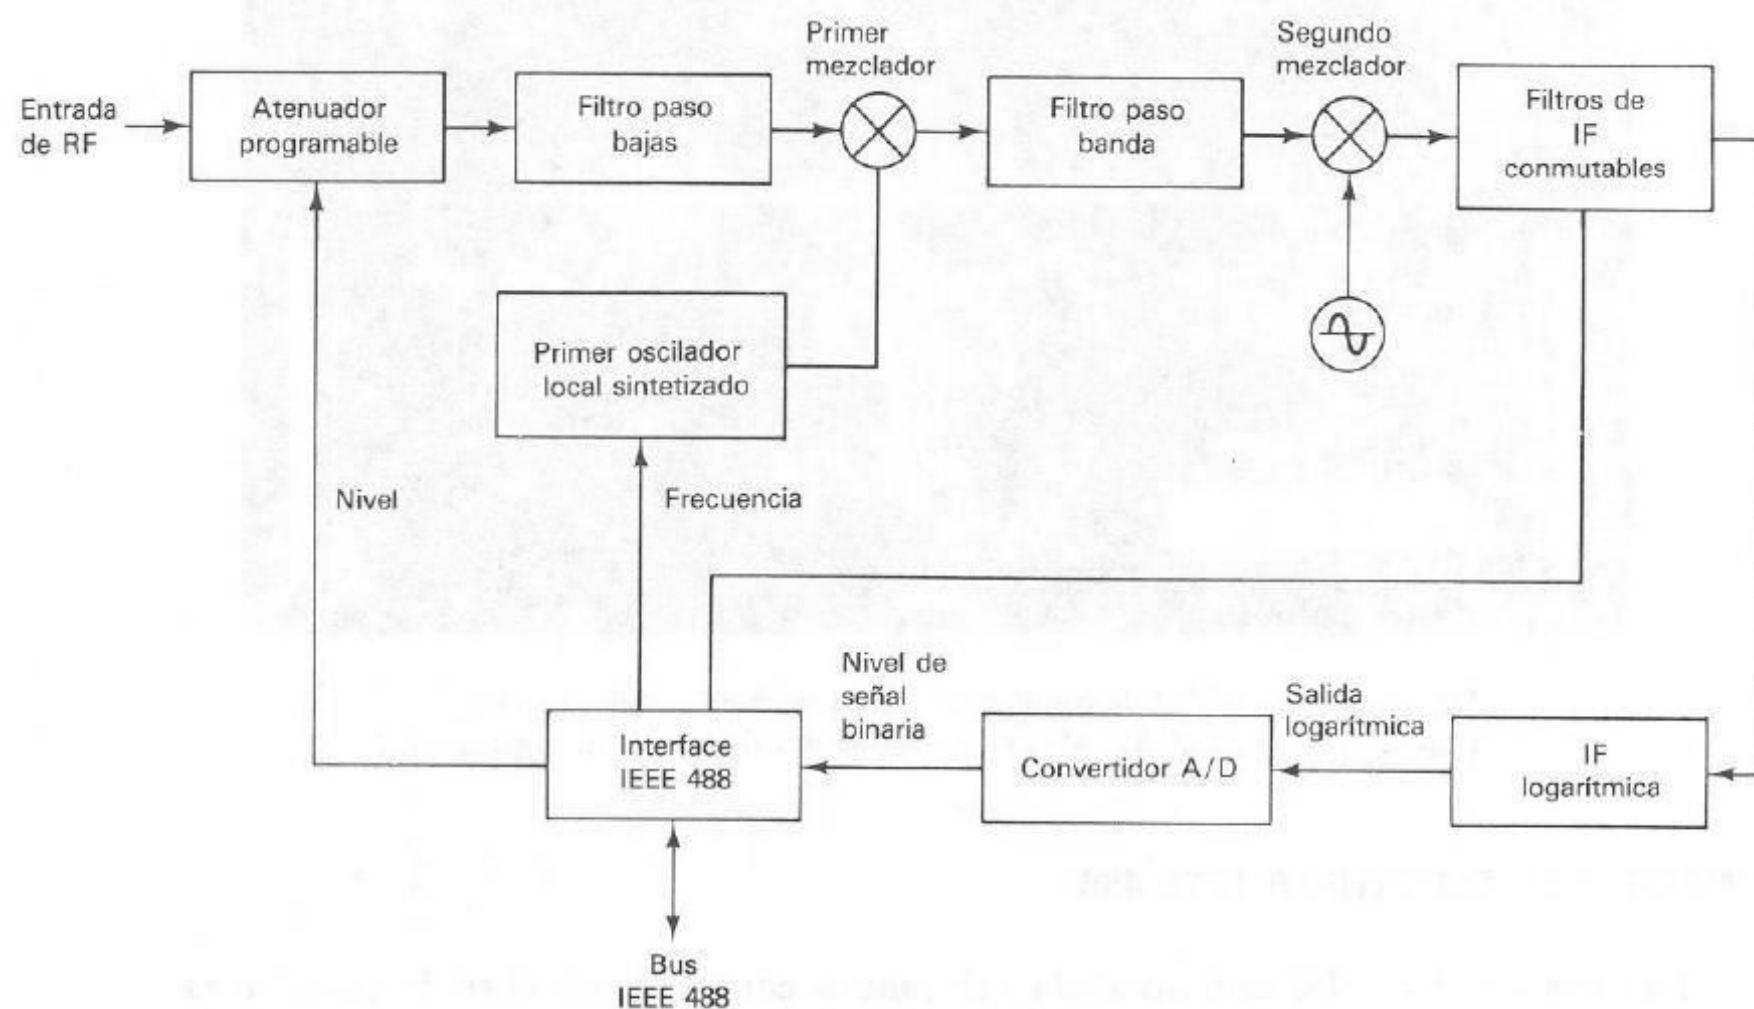 Primer
mezclador
Segundo
mezclador
Entrada
de RF
Atenuador
programable
Filtro paso
bajas
Filtro paso
banda
Filtros de
IF
conmutables
Primer oscilador
local sintetizado
Nivel
Frecuencia
Nivel de
señal
binaria
Salida
logarítmica
Interface
IEEE 488
Convertidor A/D
IF
logarítmica
Bus
IEEE 488